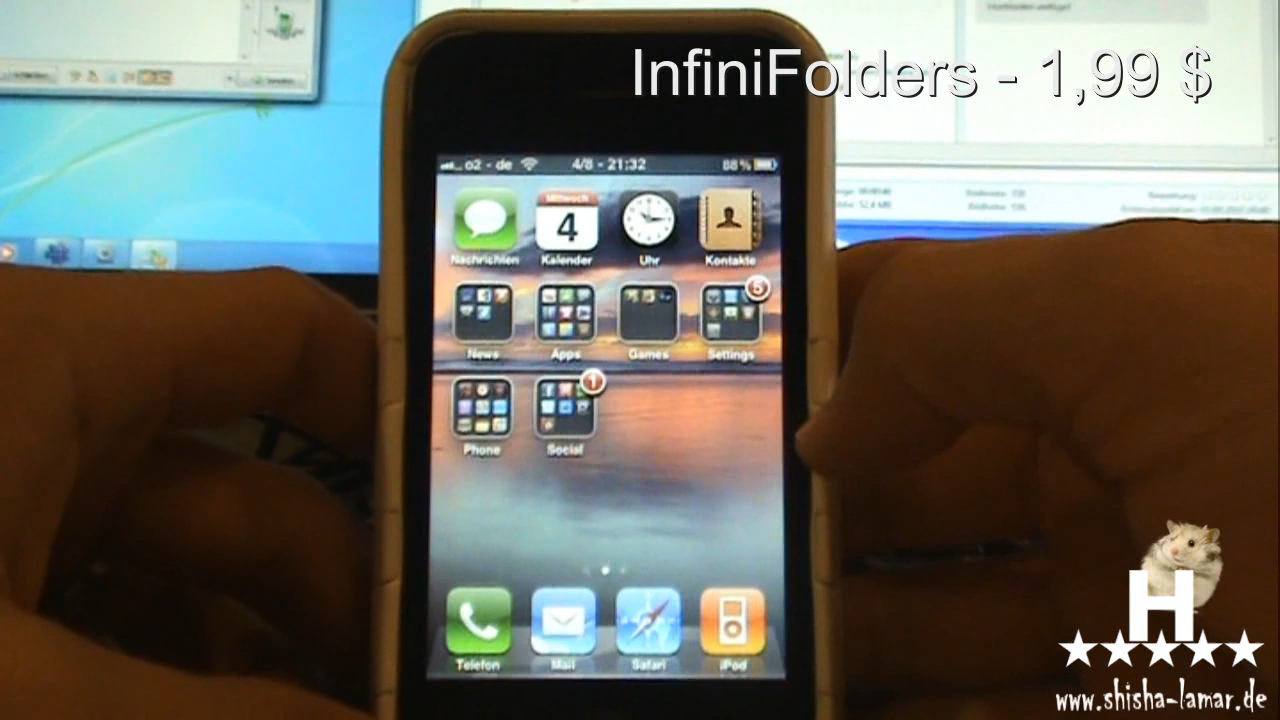 InfiniFolders - 1,99 $
o2 - de 4/8 - 21:32 88%
Mittwoch
4
Nachrichten Kalender Uhr Kontakte
5
News Apps Games Settings
1
Phone Social
Telefon Mail Safari iPod
H
www.shisha-lamar.de